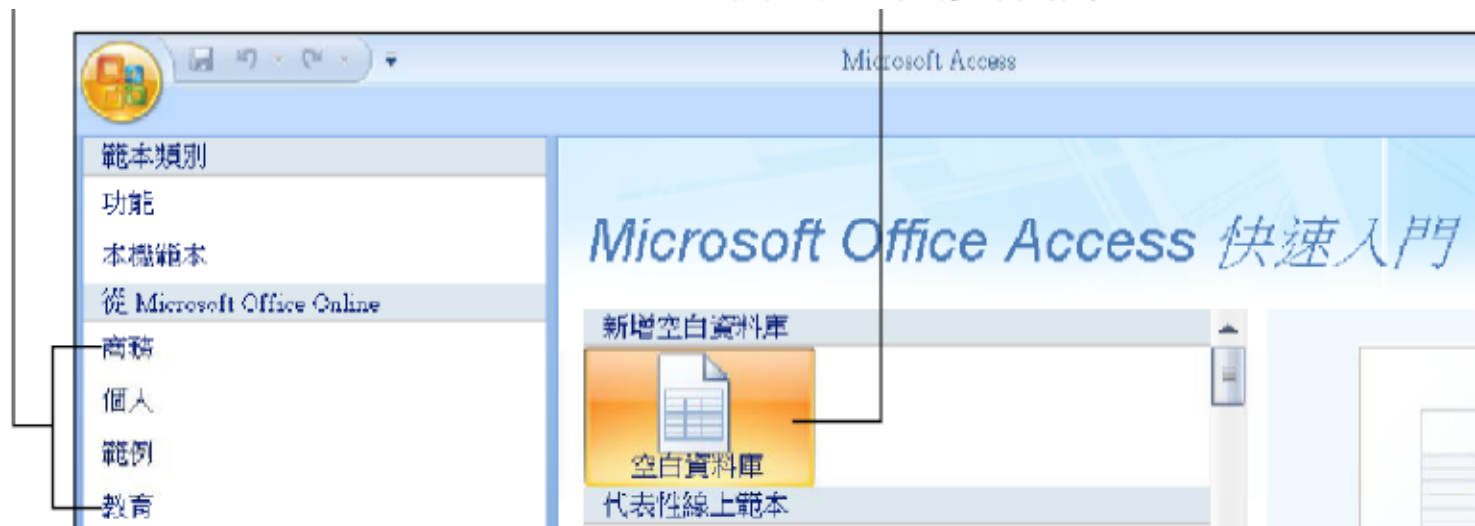 Microsoft Access
範本類別
功能
本機範本
從 Microsoft Office Online
商務
個人
範例
教育
Microsoft Office Access 快速入門
新增空白資料庫
空白資料庫
代表性線上範本